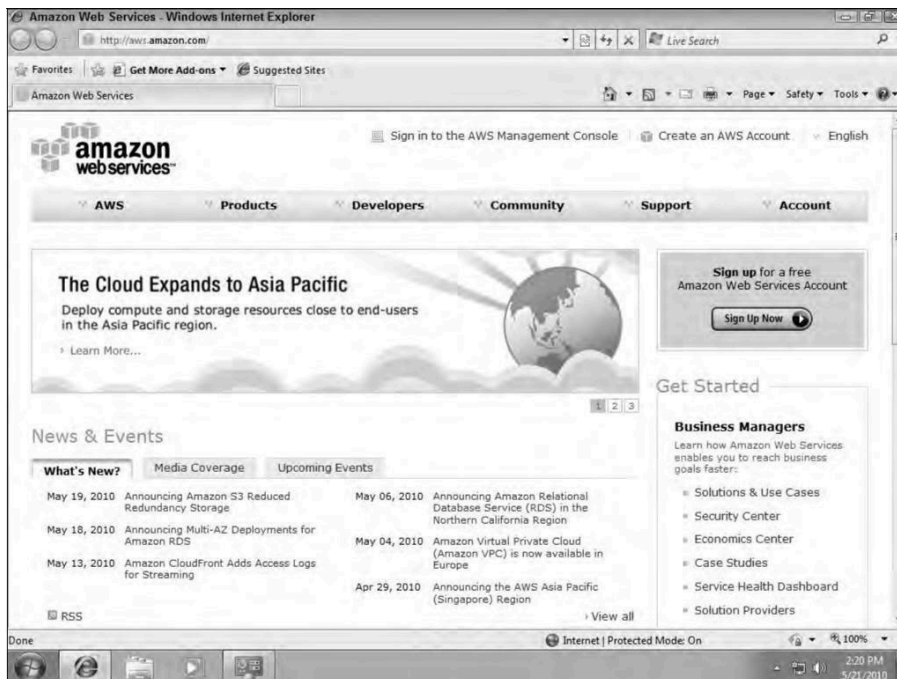 Amazon Web Services - Windows Internet Explorer
http://aws.amazon.com/
Live Search
Favorites
Get More Add-ons
Suggested Sites
Amazon Web Services
Page
Safety
Tools
amazon
webservices™
Sign in to the AWS Management Console
Create an AWS Account
English
AWS
Products
Developers
Community
Support
Account
The Cloud Expands to Asia Pacific
Deploy compute and storage resources close to end-users
in the Asia Pacific region.
› Learn More...
1 2 3
Sign up for a free
Amazon Web Services Account
Sign Up Now
News & Events
What's New?
Media Coverage
Upcoming Events
May 19, 2010 Announcing Amazon S3 Reduced
Redundancy Storage
May 18, 2010 Announcing Multi-AZ Deployments for
Amazon RDS
May 13, 2010 Amazon CloudFront Adds Access Logs
for Streaming
May 06, 2010 Announcing Amazon Relational
Database Service (RDS) in the
Northern California Region
May 04, 2010 Amazon Virtual Private Cloud
(Amazon VPC) is now available in
Europe
Apr 29, 2010 Announcing the AWS Asia Pacific
(Singapore) Region
RSS
› View all
Get Started
Business Managers
Learn how Amazon Web Services
enables you to reach business
goals faster:
Solutions & Use Cases
Security Center
Economics Center
Case Studies
Service Health Dashboard
Solution Providers
Done
Internet | Protected Mode: On
100%
2:20 PM
5/21/2010